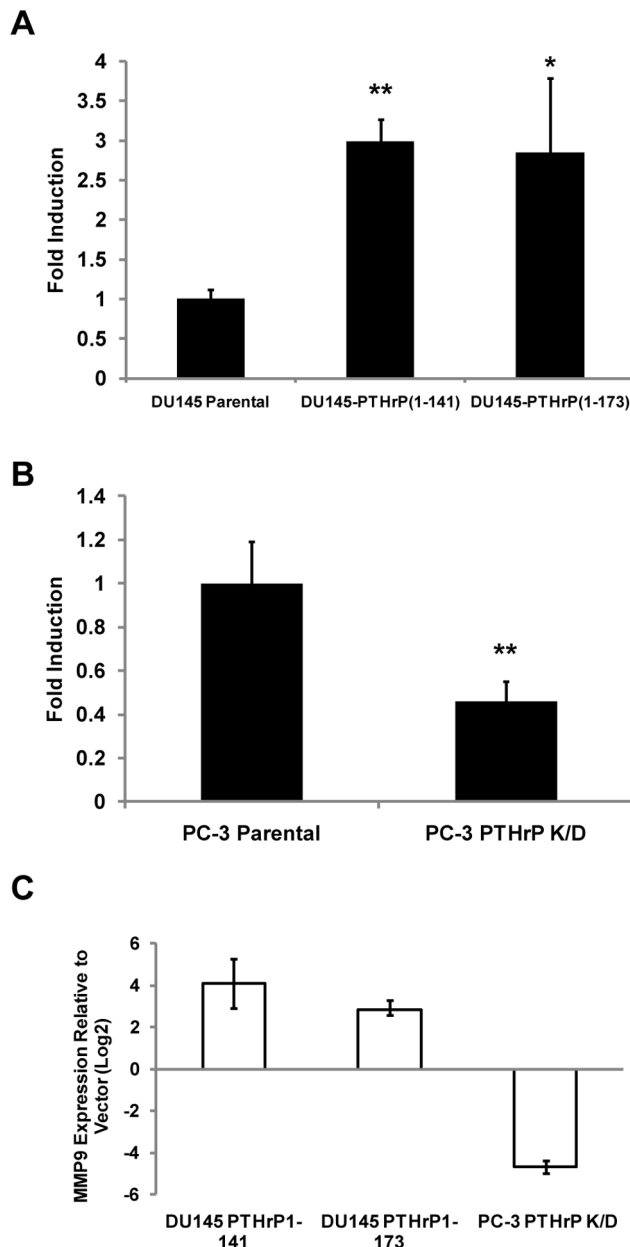 A
Fold Induction
4
3.5
3
2.5
2
1.5
1
0.5
0
**
*
DU145 Parental
DU145-PTHrP(1-141)
DU145-PTHrP(1-173)
B
Fold Induction
1.4
1.2
1
0.8
0.6
0.4
0.2
0
**
PC-3 Parental
PC-3 PTHrP K/D
C
MMP9 Expression Relative to
Vector (Log2)
6
4
2
0
-2
-4
-6
DU145 PTHrP1-
141
DU145 PTHrP1-
173
PC-3 PTHrP K/D